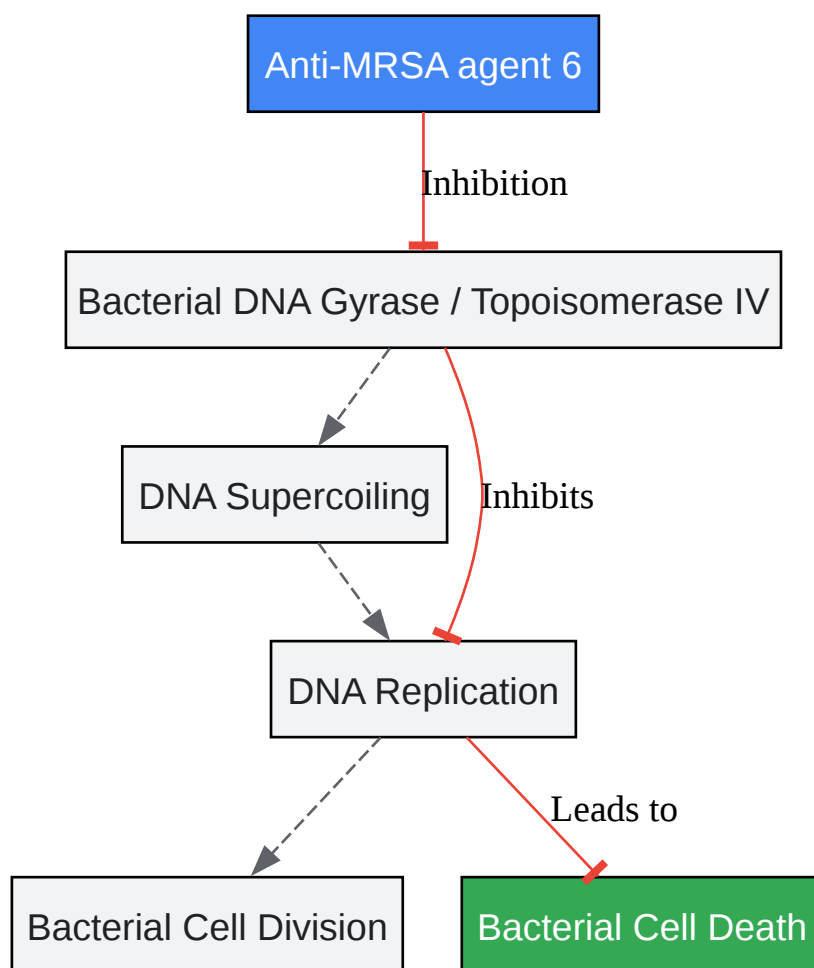 Anti-MRSA agent 6
Inhibition
Bacterial DNA Gyrase / Topoisomerase IV
DNA Supercoiling
Inhibits
DNA Replication
Leads to
Bacterial Cell Division
Bacterial Cell Death